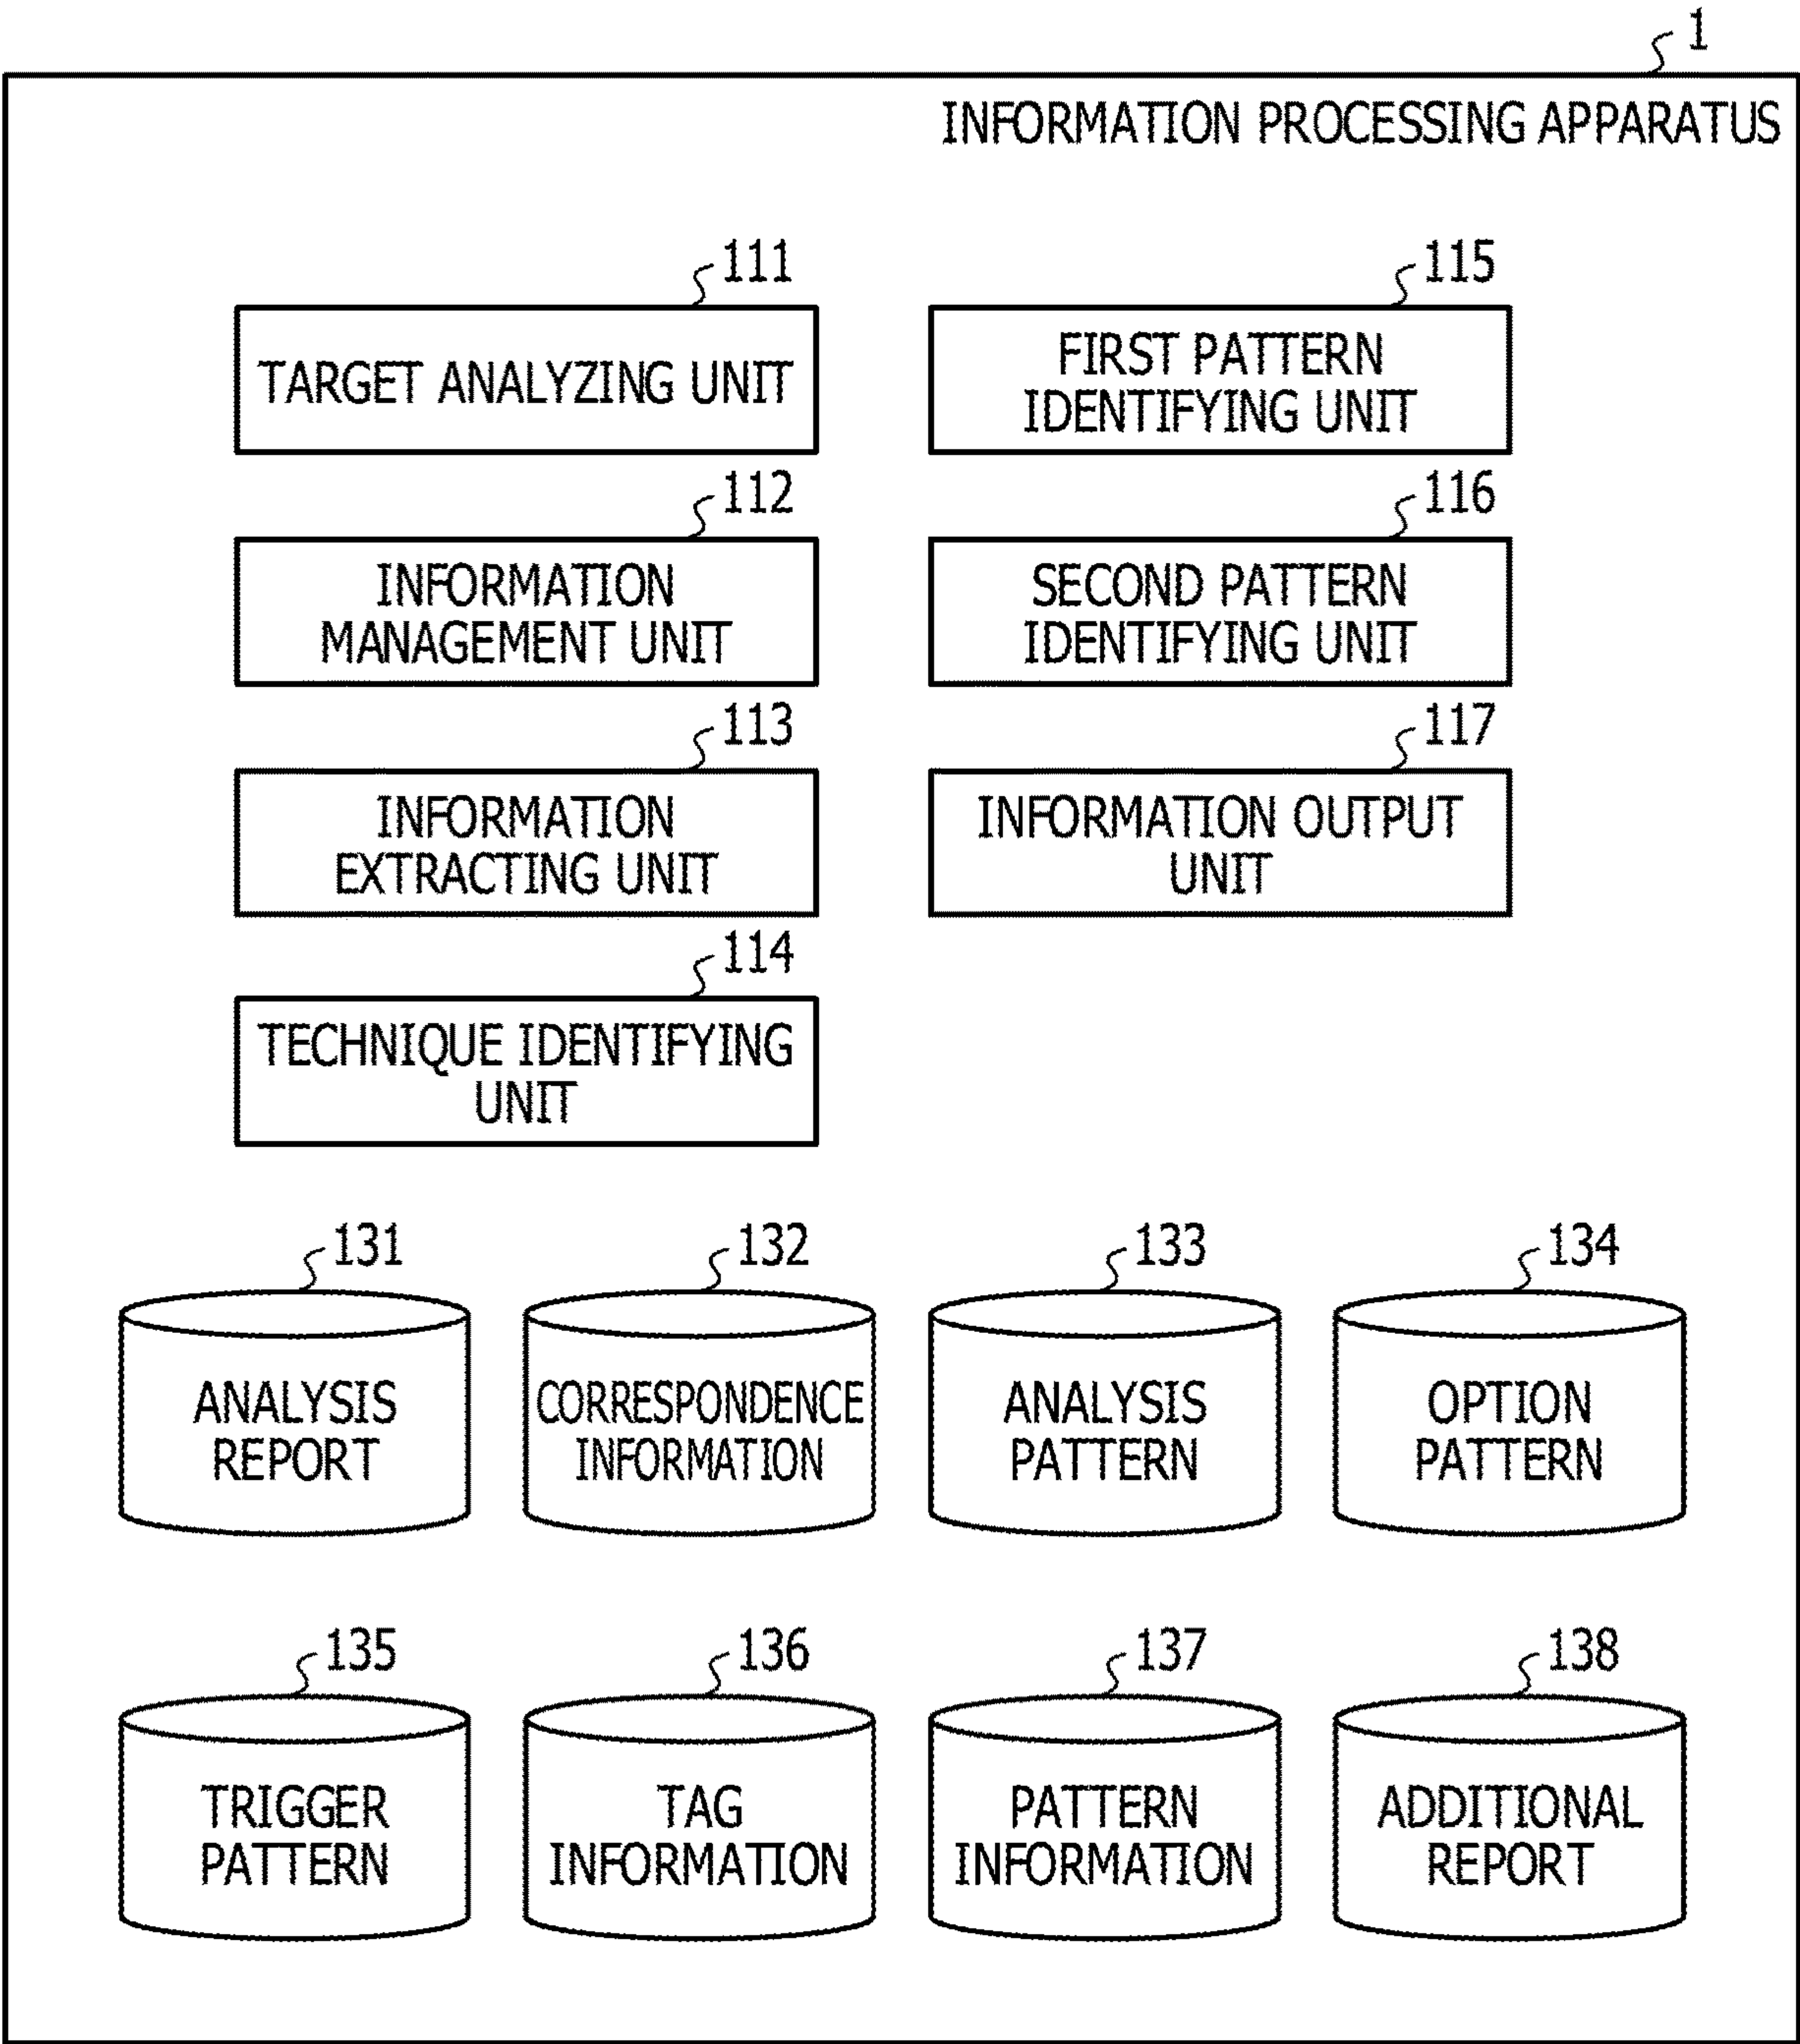 1
INFORMATION PROCESSING APPARATUS
111
TARGET ANALYZING UNIT
115
FIRST PATTERN
IDENTIFYING UNIT
112
INFORMATION
MANAGEMENT UNIT
116
SECOND PATTERN
IDENTIFYING UNIT
113
INFORMATION
EXTRACTING UNIT
117
INFORMATION OUTPUT
UNIT
114
TECHNIQUE IDENTIFYING
UNIT
131
ANALYSIS
REPORT
132
CORRESPONDENCE
INFORMATION
133
ANALYSIS
PATTERN
134
OPTION
PATTERN
135
TRIGGER
PATTERN
136
TAG
INFORMATION
137
PATTERN
INFORMATION
138
ADDITIONAL
REPORT